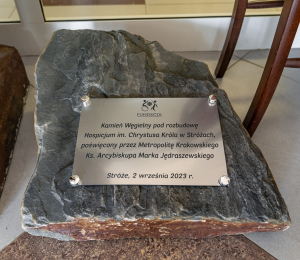 FUNDACJA
Kamień Węgielny pod rozbudowę
Hospicjum im. Chrystusa Króla w Stróżach,
poświęcony przez Metropolitę Krakowskiego
Ks. Arcybiskupa Marka Jędraszewskiego
Stróże, 2 września 2023 r.